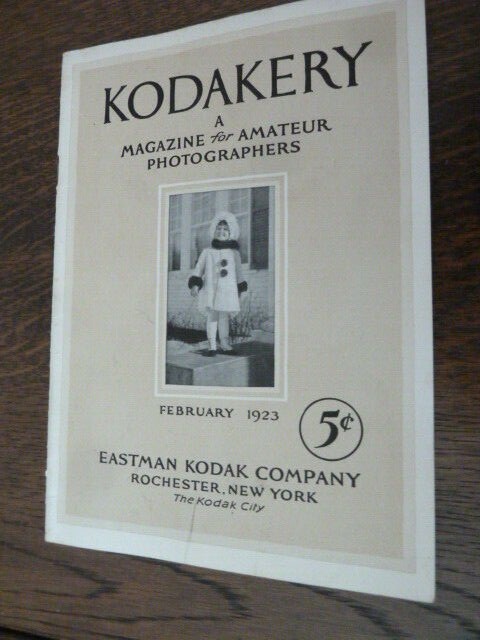 KODAKERY
A
MAGAZINE for AMATEUR
PHOTOGRAPHERS
FEBRUARY 1923
5¢
EASTMAN KODAK COMPANY
ROCHESTER, NEW YORK
The Kodak City